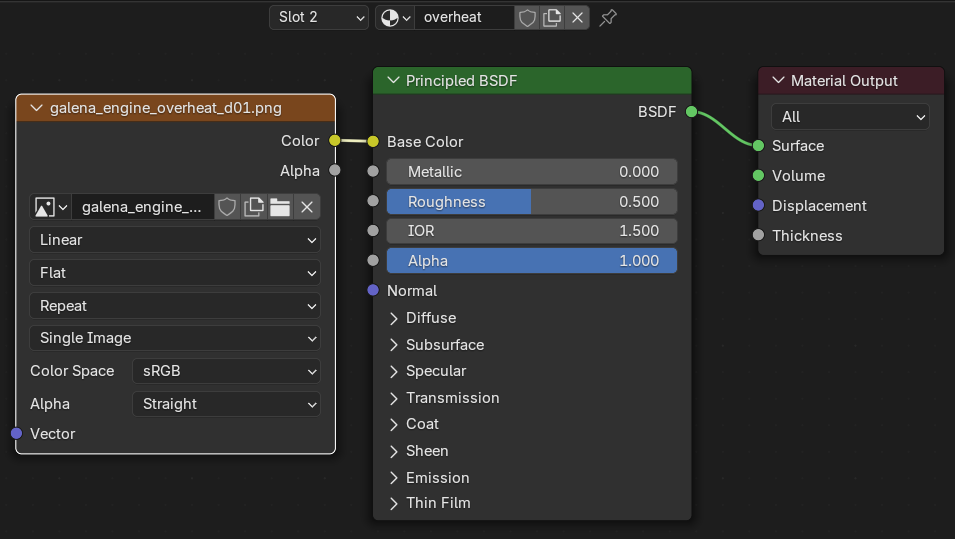 Slot 2
overheat
galena_engine_overheat_d01.png
Color
Alpha
galena_engine_...
Linear
Flat
Repeat
Single Image
Color Space sRGB
Alpha Straight
Vector
Principled BSDF
BSDF
Base Color
Metallic 0.000
Roughness 0.500
IOR 1.500
Alpha 1.000
Normal
Diffuse
Subsurface
Specular
Transmission
Coat
Sheen
Emission
Thin Film
Material Output
All
Surface
Volume
Displacement
Thickness